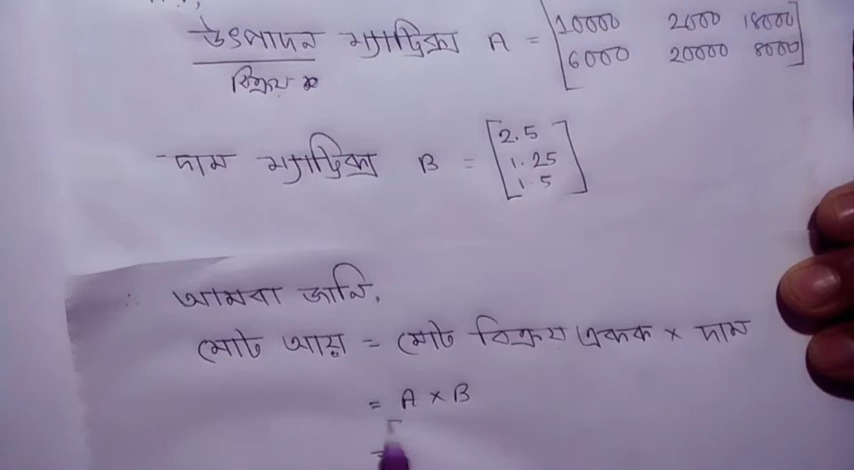 উৎপাদন ম্যাট্রিক্স A = [10000 2000 18000
6000 20000 8000]
বিক্রয়
দাম ম্যাট্রিক্স B = [2.5
1.25
1.5]
আমরা জানি,
মোট আয় = মোট বিক্রয় একক × দাম
= A × B
=